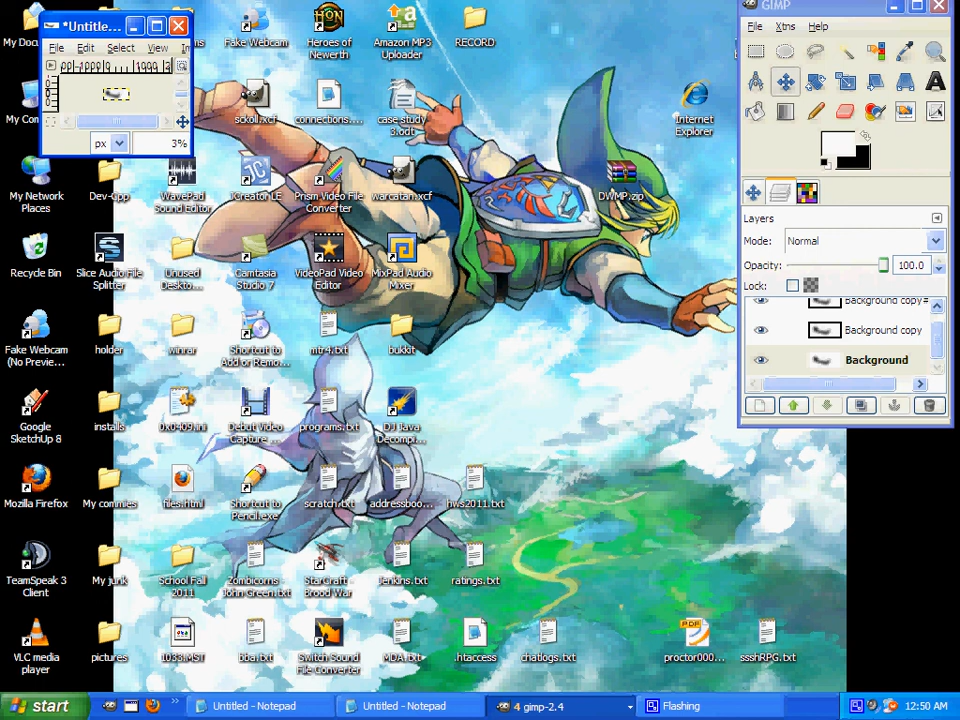 *Untitle...
File Edit Select View Im
px
3%
GIMP
File Xtns Help
Layers
Mode: Normal
Opacity: 100.0
Lock:
Background copy
Background copy
Background
My Doc
Fake Webcam
Heroes of
Newerth
Amazon MP3
Uploader
RECORD
My Com
sckoll.xcf
connections....
case study
3.odt
Internet
Explorer
My Network
Places
Dev-Cpp
WavePad
Sound Editor
JCreator LE
Prism Video File
Converter
warcatan.xcf
DWMP.zip
Recycle Bin
Slice Audio File
Splitter
Unused
Deskto...
Camtasia
Studio 7
VideoPad Video
Editor
MixPad Audio
Mixer
Fake Webcam
(No Previe...
holder
winrar
Shortcut to
Add or Remo...
mtr4.txt
bukkit
Google
SketchUp 8
installs
0x0409.ini
Debut Video
Capture ...
programs.txt
DJ Java
Decompi...
Mozilla Firefox
My commies
files.html
Shortcut to
Pencil.exe
scratch.txt
addressboo...
hws2011.txt
TeamSpeak 3
Client
My junk
School Fall
2011
Zombicorns -
John Green.txt
StarCraft -
Brood War
Jenkins.txt
ratings.txt
VLC media
player
pictures
1033.MST
bba.txt
Switch Sound
File Converter
MDA.txt
.htaccess
chatlogs.txt
proctor000...
ssshRPG.txt
start
Untitled - Notepad
Untitled - Notepad
4 gimp-2.4
Flashing
12:50 AM